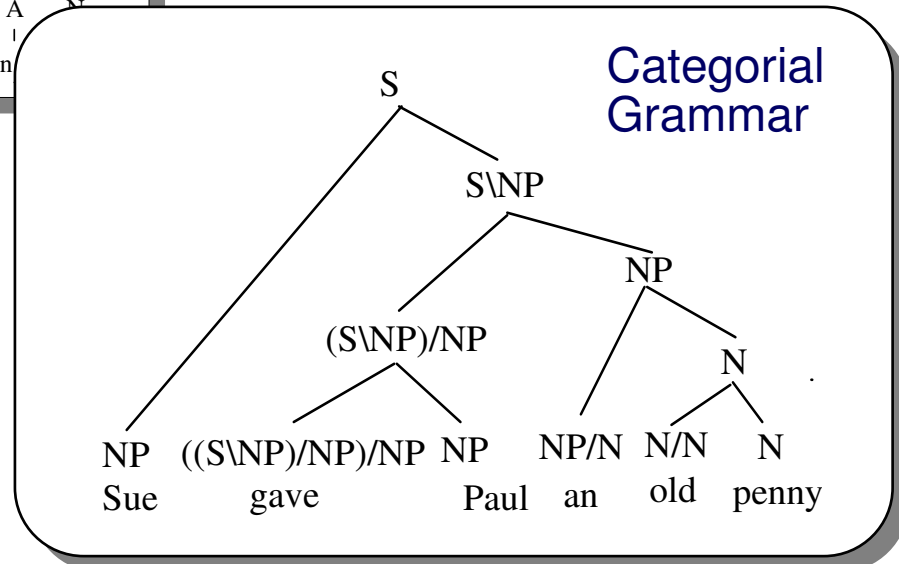 A N
n
Categorial
Grammar
S
S\NP
NP
(S\NP)/NP
N
NP ((S\NP)/NP)/NP NP NP/N N/N N
Sue gave Paul an old penny